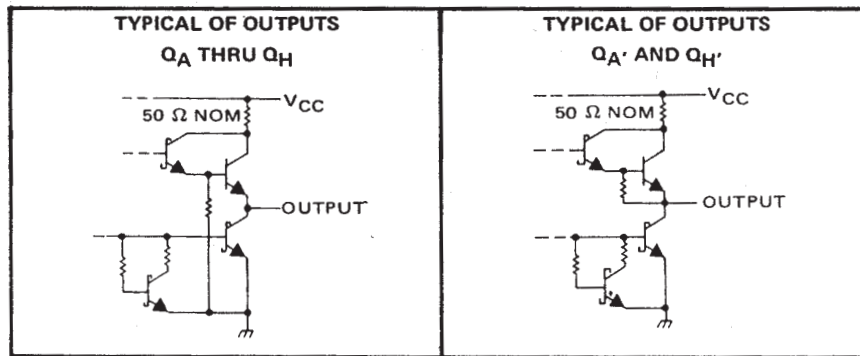 TYPICAL OF OUTPUTS
QA THRU QH
VCC
50 Ω NOM
OUTPUT
TYPICAL OF OUTPUTS
QA' AND QH'
VCC
50 Ω NOM
OUTPUT